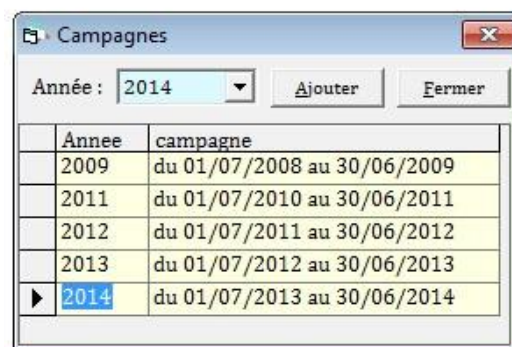 Campagnes
Année : 2014 Ajouter Fermer
Annee campagne
2009 du 01/07/2008 au 30/06/2009
2011 du 01/07/2010 au 30/06/2011
2012 du 01/07/2011 au 30/06/2012
2013 du 01/07/2012 au 30/06/2013
2014 du 01/07/2013 au 30/06/2014